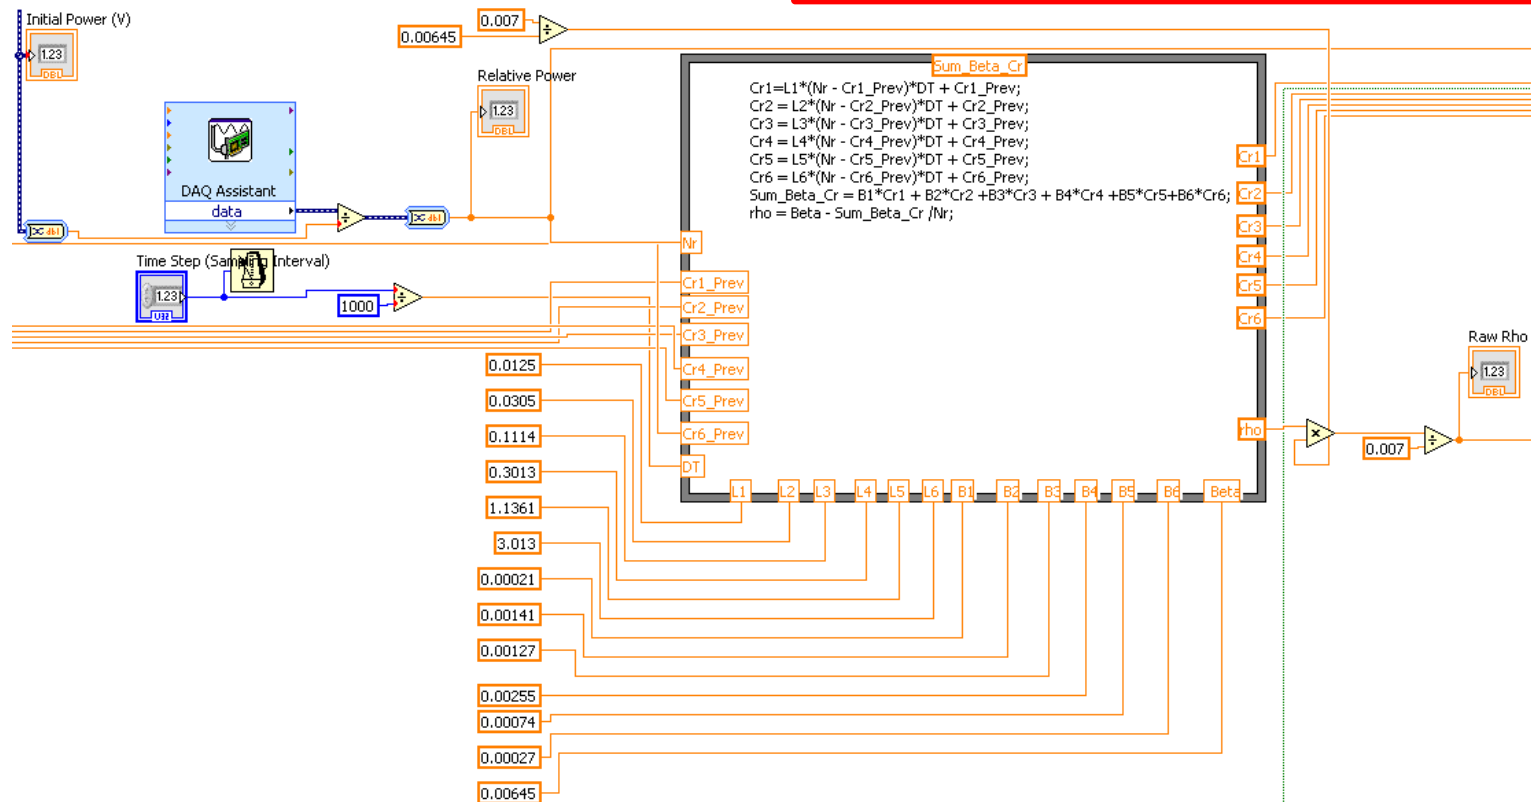 Initial Power (V)
1.23
DBL
0.007
0.00645
Relative Power
1.23
DBL
DAQ Assistant
data
Time Step (Sampling Interval)
1.23
U32
1000
Sum_Beta_Cr
Cr1=L1*(Nr - Cr1_Prev)*DT + Cr1_Prev;
Cr2 = L2*(Nr - Cr2_Prev)*DT + Cr2_Prev;
Cr3 = L3*(Nr - Cr3_Prev)*DT + Cr3_Prev;
Cr4 = L4*(Nr - Cr4_Prev)*DT + Cr4_Prev;
Cr5 = L5*(Nr - Cr5_Prev)*DT + Cr5_Prev;
Cr6 = L6*(Nr - Cr6_Prev)*DT + Cr6_Prev;
Sum_Beta_Cr = B1*Cr1 + B2*Cr2 +B3*Cr3 + B4*Cr4 +B5*Cr5+B6*Cr6;
rho = Beta - Sum_Beta_Cr /Nr;
Nr
Cr1_Prev
Cr2_Prev
Cr3_Prev
Cr4_Prev
Cr5_Prev
Cr6_Prev
DT
Cr1
Cr2
Cr3
Cr4
Cr5
Cr6
rho
L1 L2 L3 L4 L5 L6 B1 B2 B3 B4 B5 B6 Beta
0.0125
0.0305
0.1114
0.3013
1.1361
3.013
0.00021
0.00141
0.00127
0.00255
0.00074
0.00027
0.00645
0.007
Raw Rho
1.23
DBL